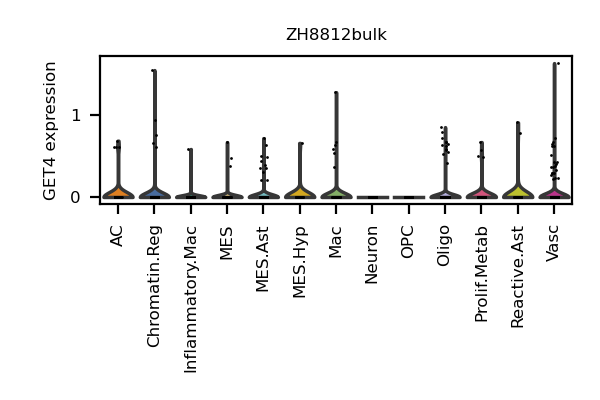 ZH8812bulk
GET4 expression
1
0
AC
Chromatin.Reg
Inflammatory.Mac
MES
MES.Ast
MES.Hyp
Mac
Neuron
OPC
Oligo
Prolif.Metab
Reactive.Ast
Vasc